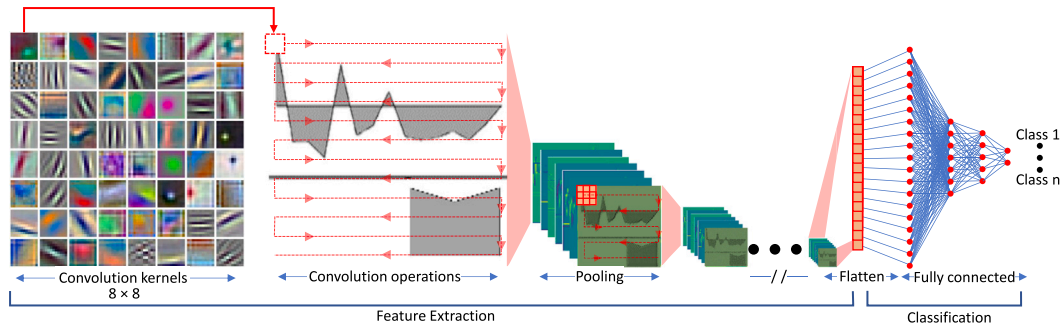 Class 1
Class n
Convolution kernels
8 × 8
Convolution operations
Pooling
Flatten
Fully connected
Feature Extraction
Classification